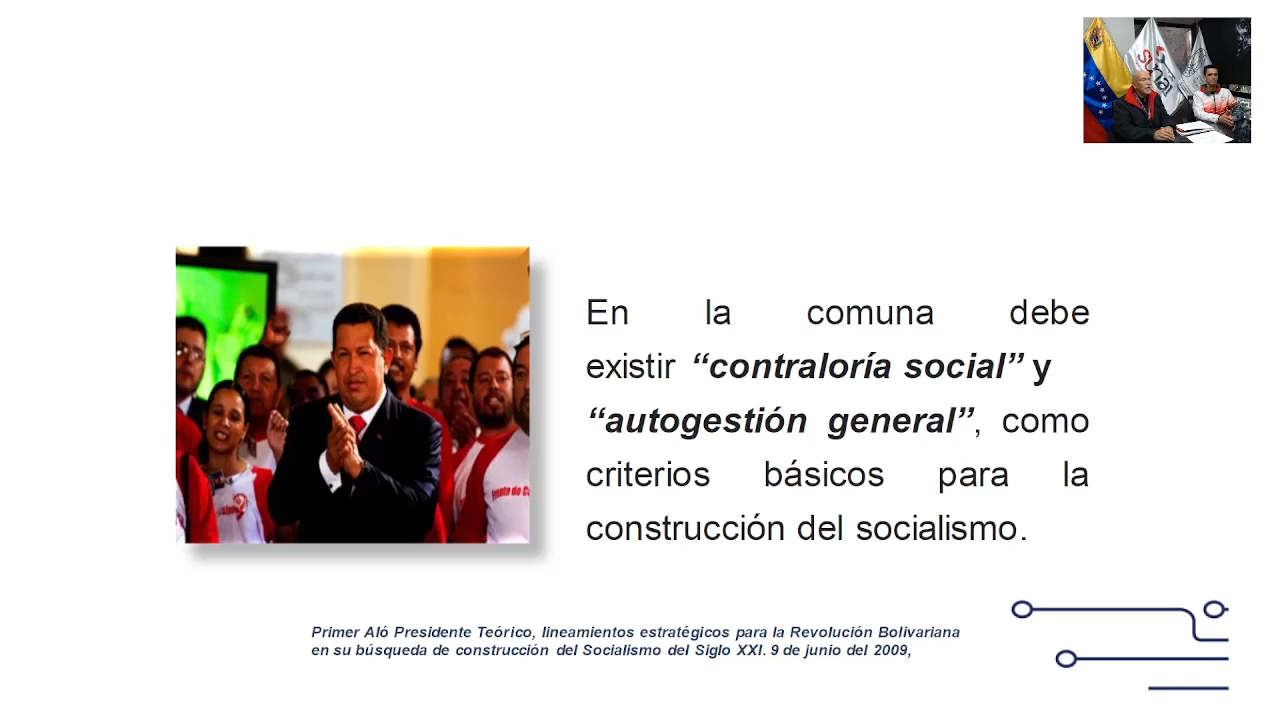 En la comuna debe
existir “contraloría social” y
“autogestión general”, como
criterios básicos para la
construcción del socialismo.
Primer Aló Presidente Teórico, lineamientos estratégicos para la Revolución Bolivariana
en su búsqueda de construcción del Socialismo del Siglo XXI. 9 de junio del 2009,